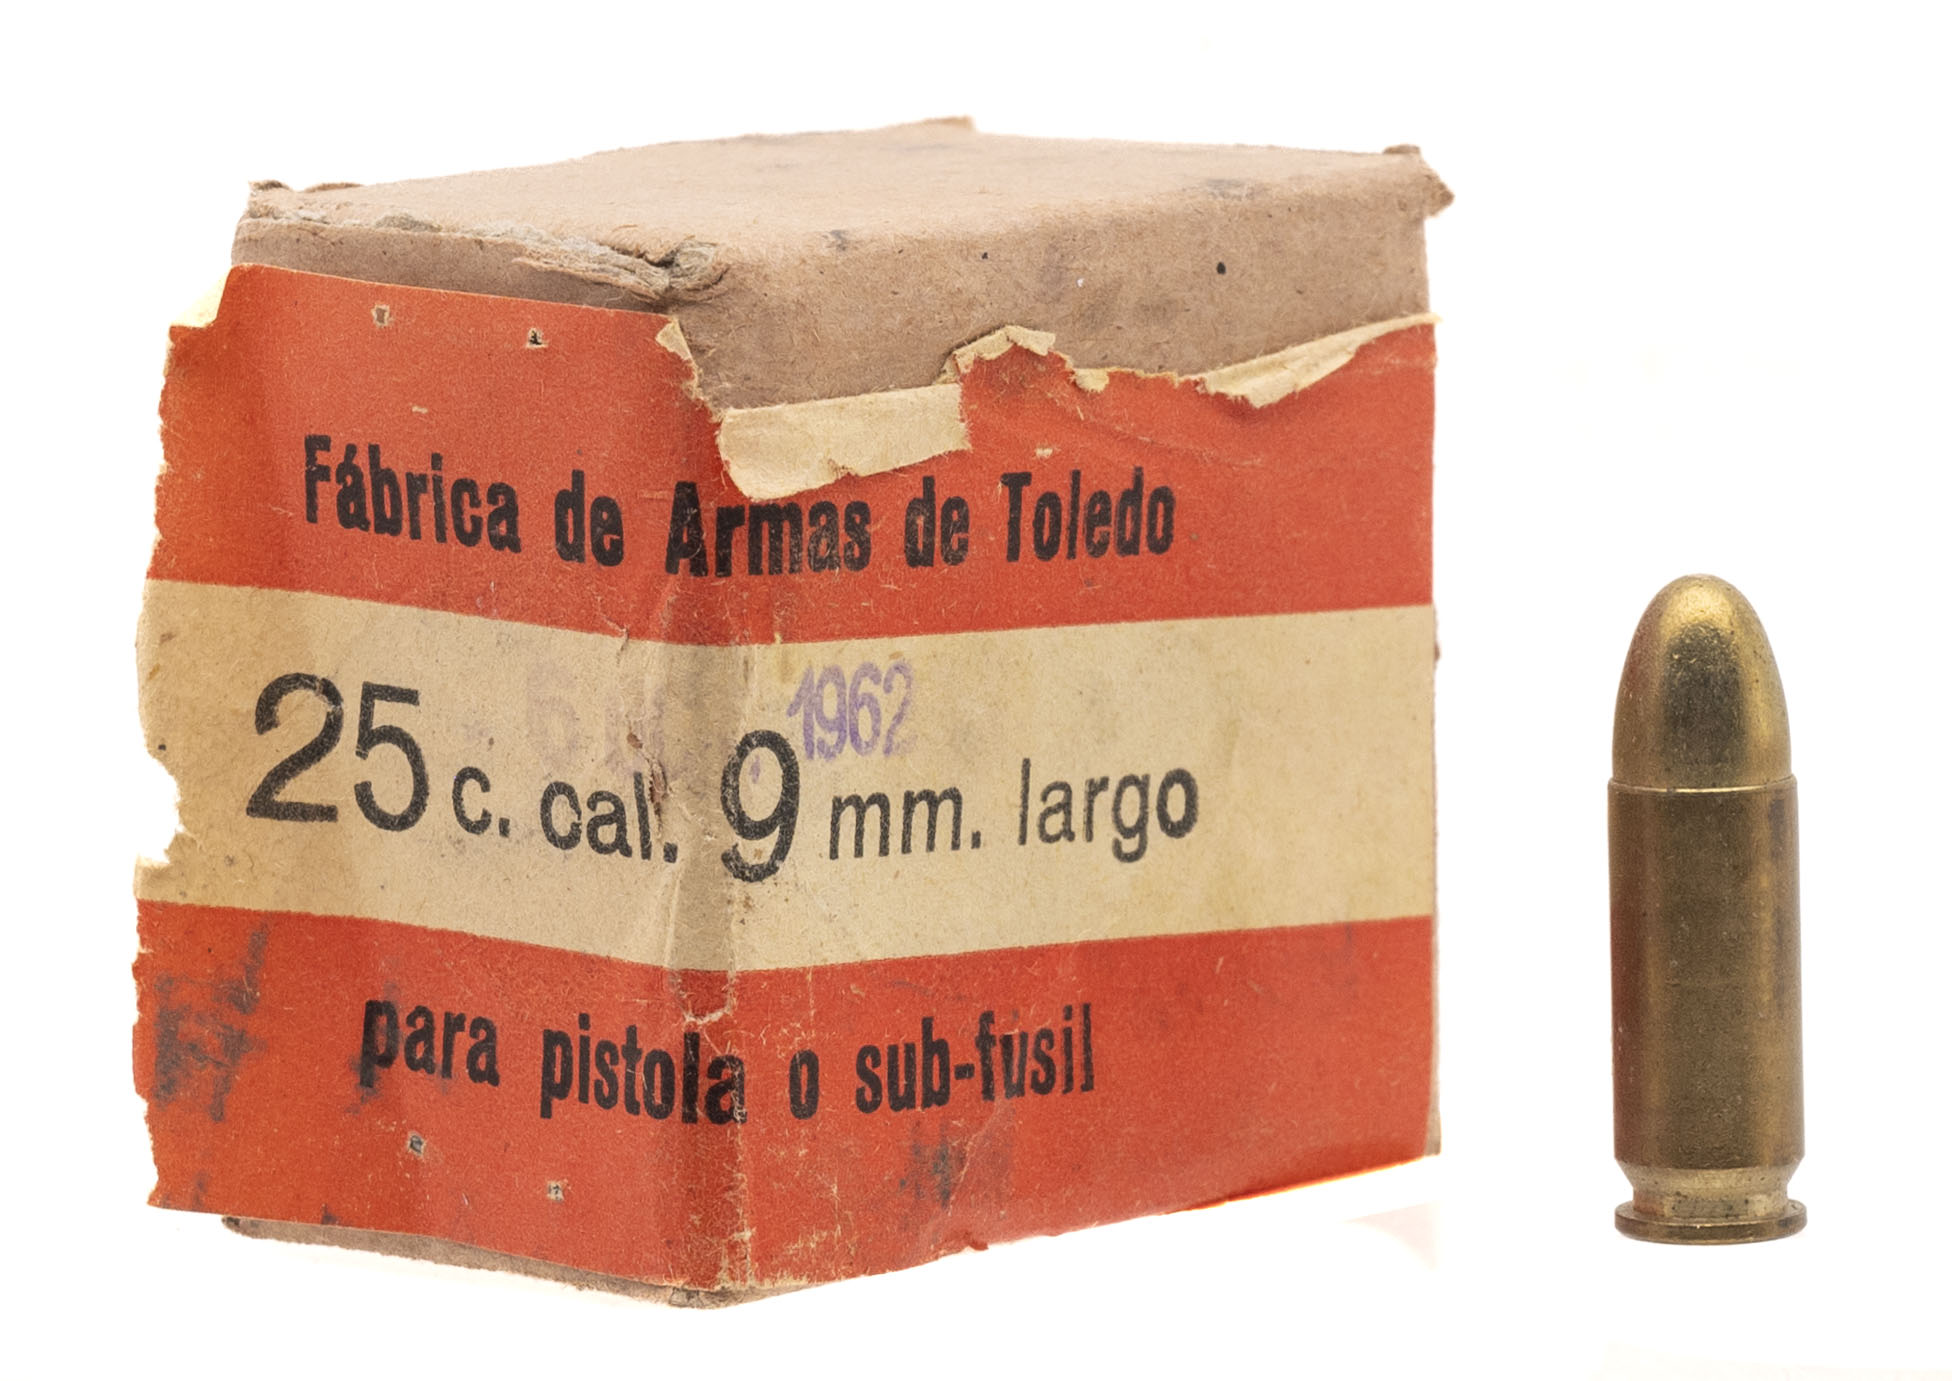 Fábrica de Armas de Toledo
1962
25 c. cal. 9 mm. largo
para pistola o sub-fusil